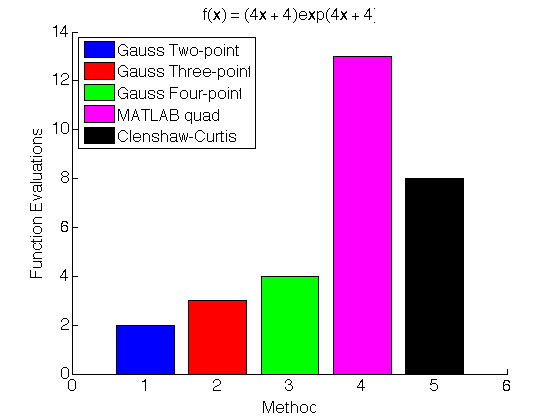 f(x) = (4x + 4)exp(4x + 4)
14
12
10
8
6
4
2
0
Function Evaluations
Gauss Two-point
Gauss Three-point
Gauss Four-point
MATLAB quad
Clenshaw-Curtis
0 1 2 3 4 5 6
Method